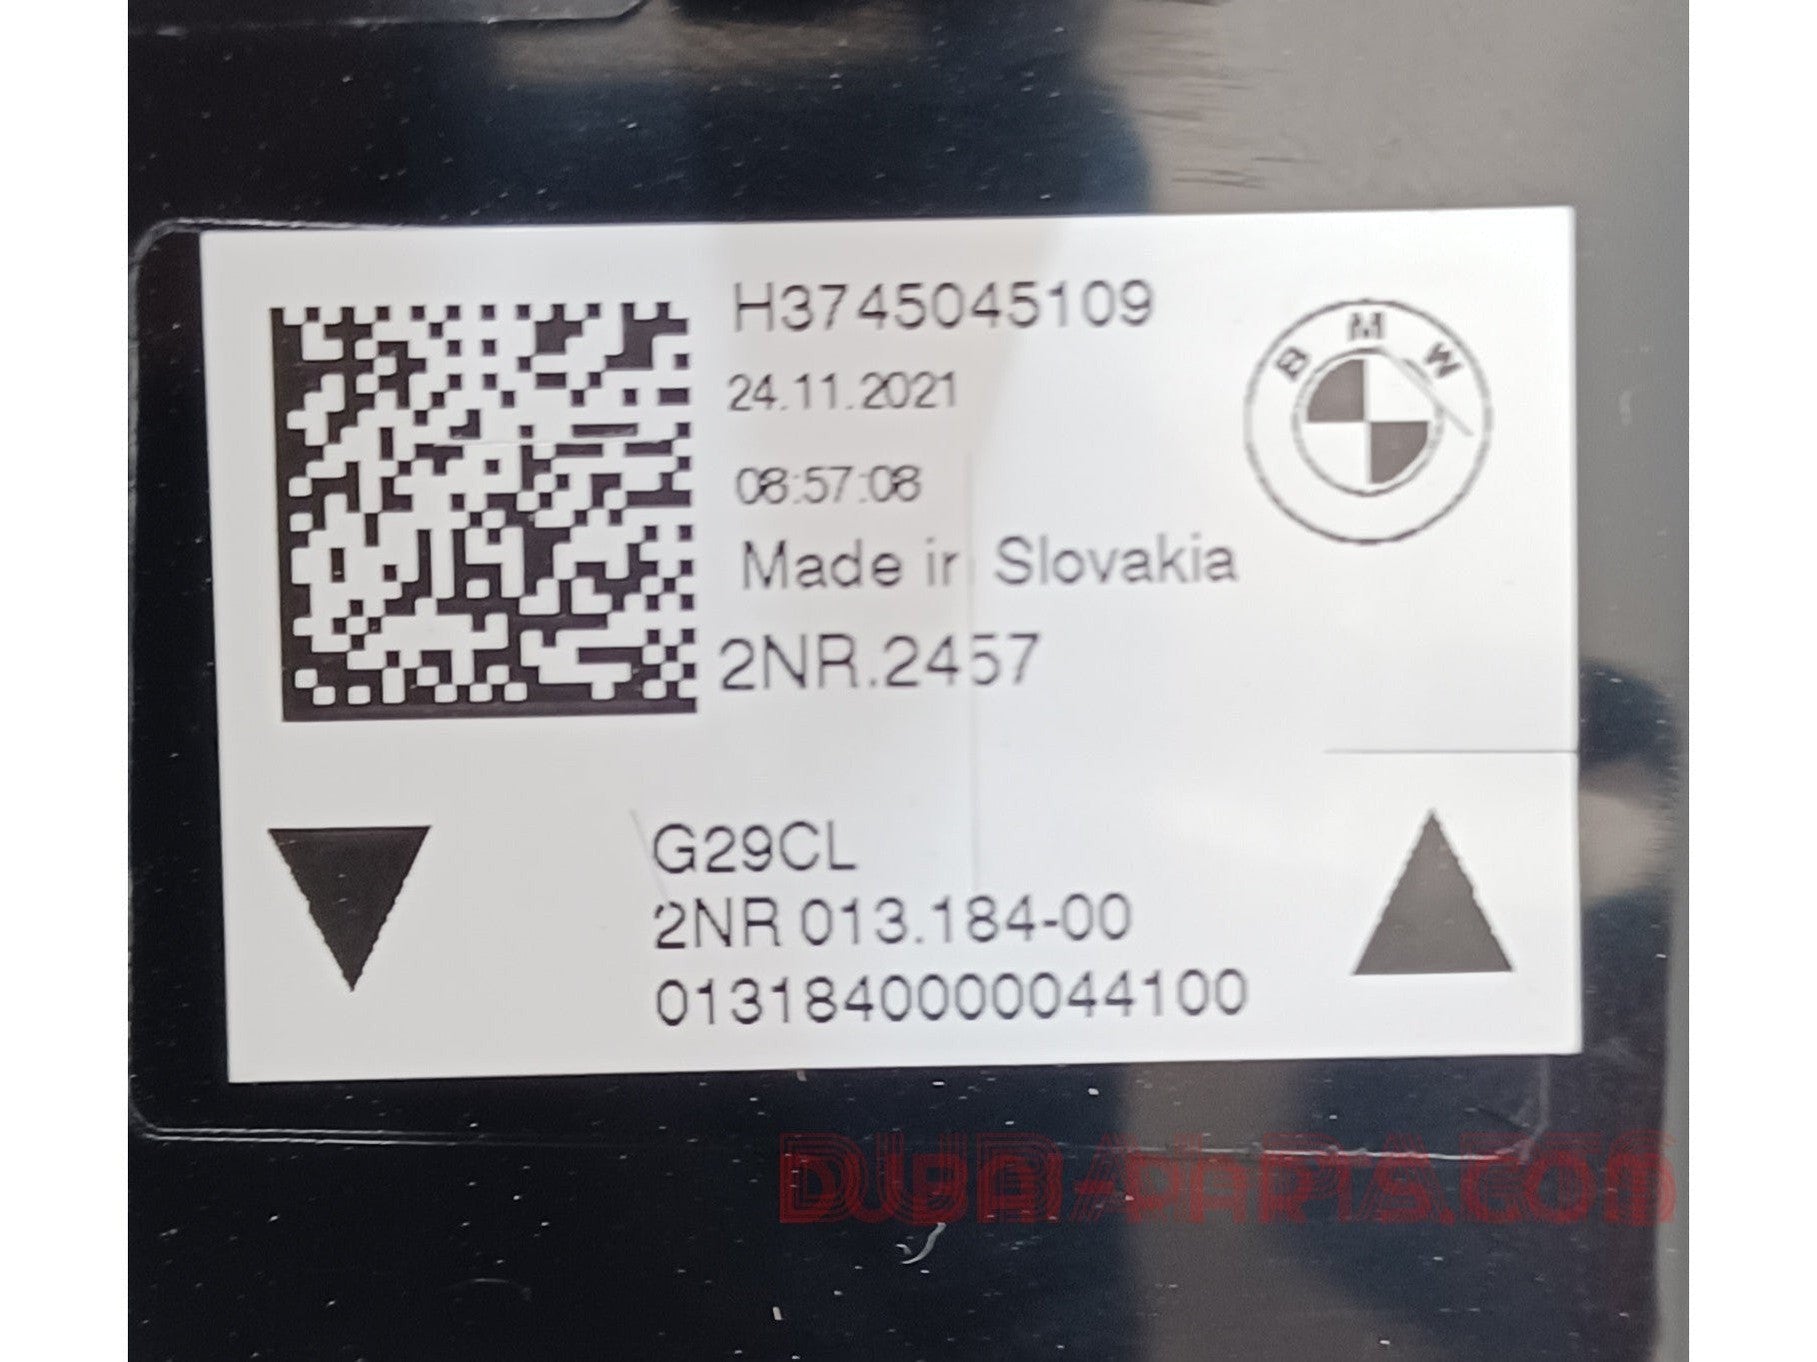 H3745045109
BMW
24.11.2021
08:57:08
Made in Slovakia
2NR.2457
G29CL
2NR 013.184-00
0131840000044100
DUBAI-PARTS.COM